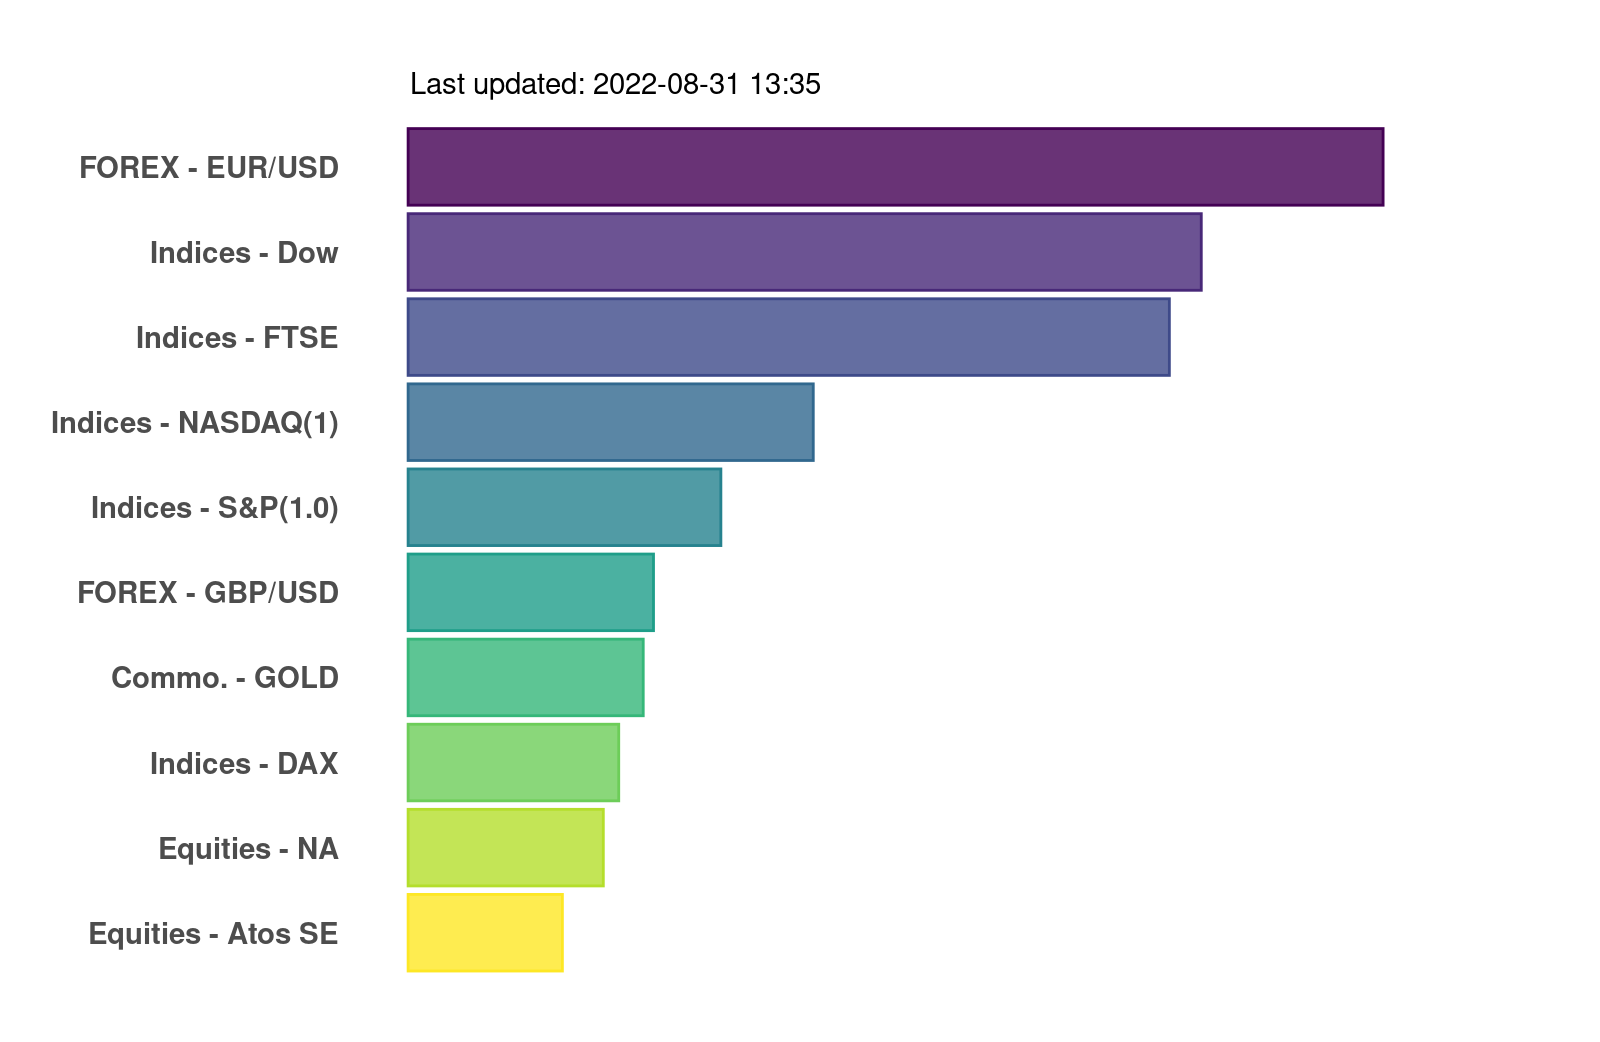 Last updated: 2022-08-31 13:35
FOREX - EUR/USD
Indices - Dow
Indices - FTSE
Indices - NASDAQ(1)
Indices - S&P(1.0)
FOREX - GBP/USD
Commo. - GOLD
Indices - DAX
Equities - NA
Equities - Atos SE